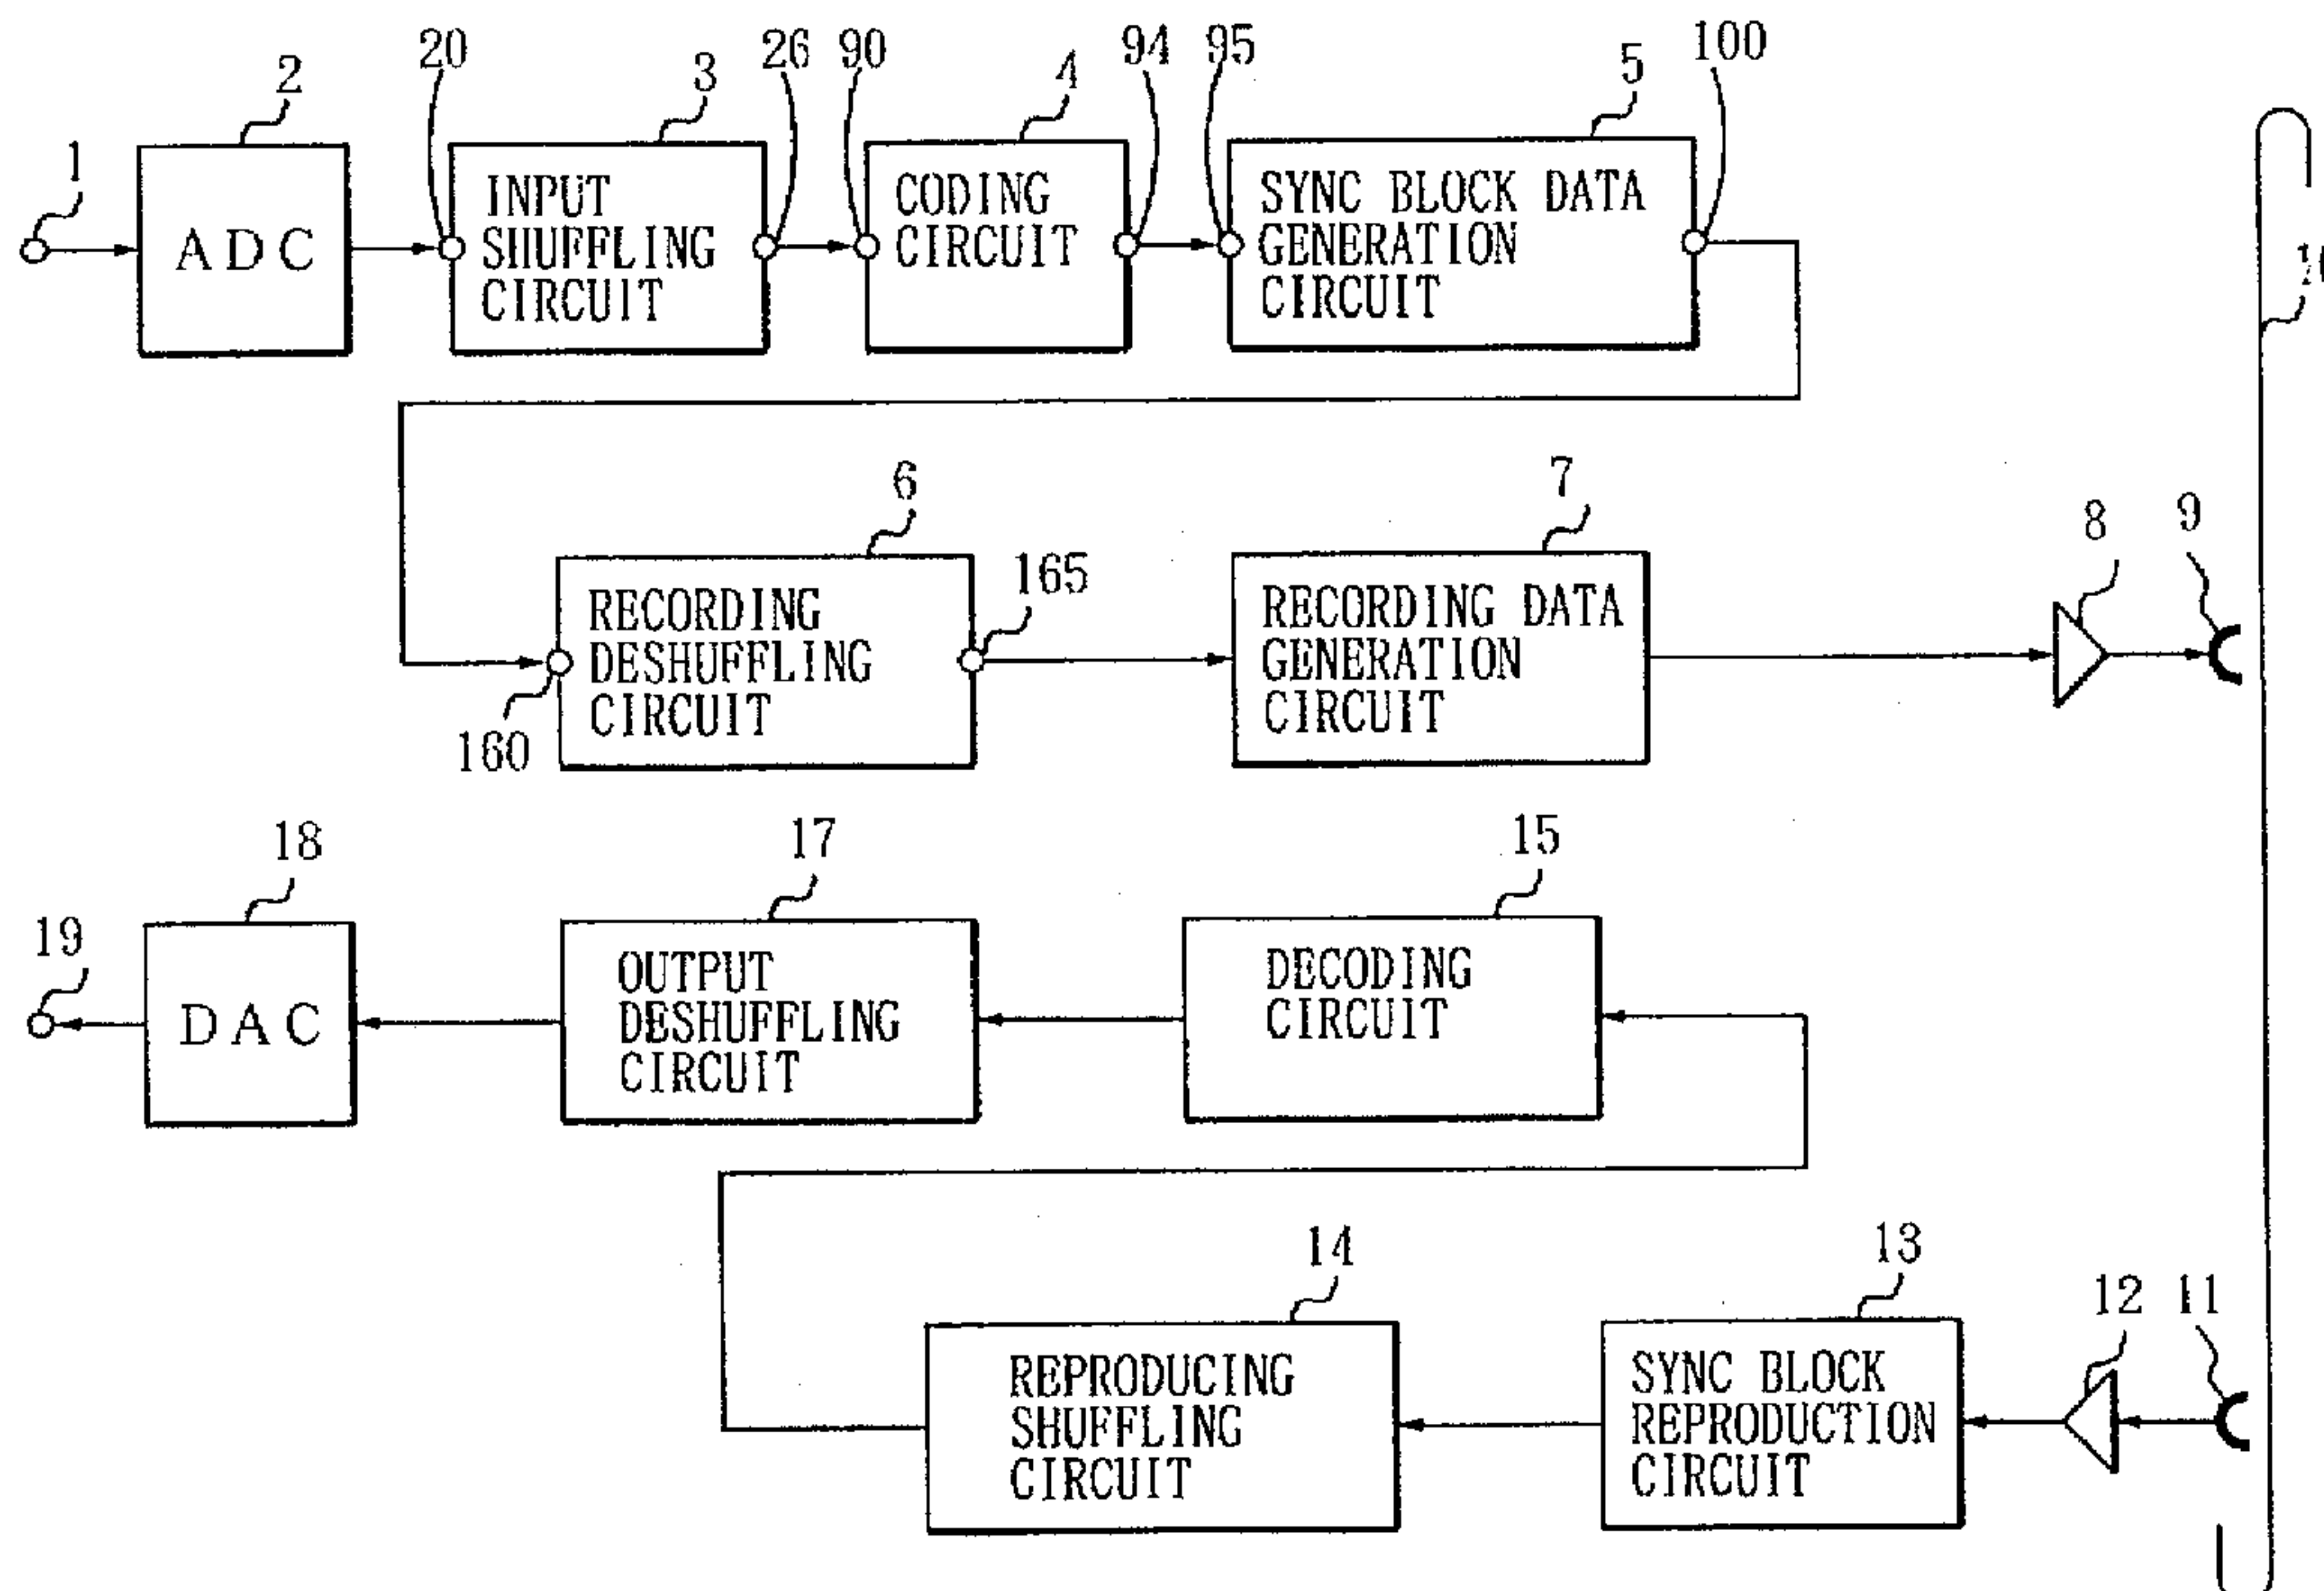 20
26
90
94
95
100
2
3
4
5
1
ADC
INPUT
SHUFFLING
CIRCUIT
CODING
CIRCUIT
SYNC BLOCK DATA
GENERATION
CIRCUIT
6
7
8
9
165
RECORDING
DESHUFFLING
CIRCUIT
RECORDING DATA
GENERATION
CIRCUIT
160
18
17
15
19
DAC
OUTPUT
DESHUFFLING
CIRCUIT
DECODING
CIRCUIT
14
13
12
11
REPRODUCING
SHUFFLING
CIRCUIT
SYNC BLOCK
REPRODUCTION
CIRCUIT